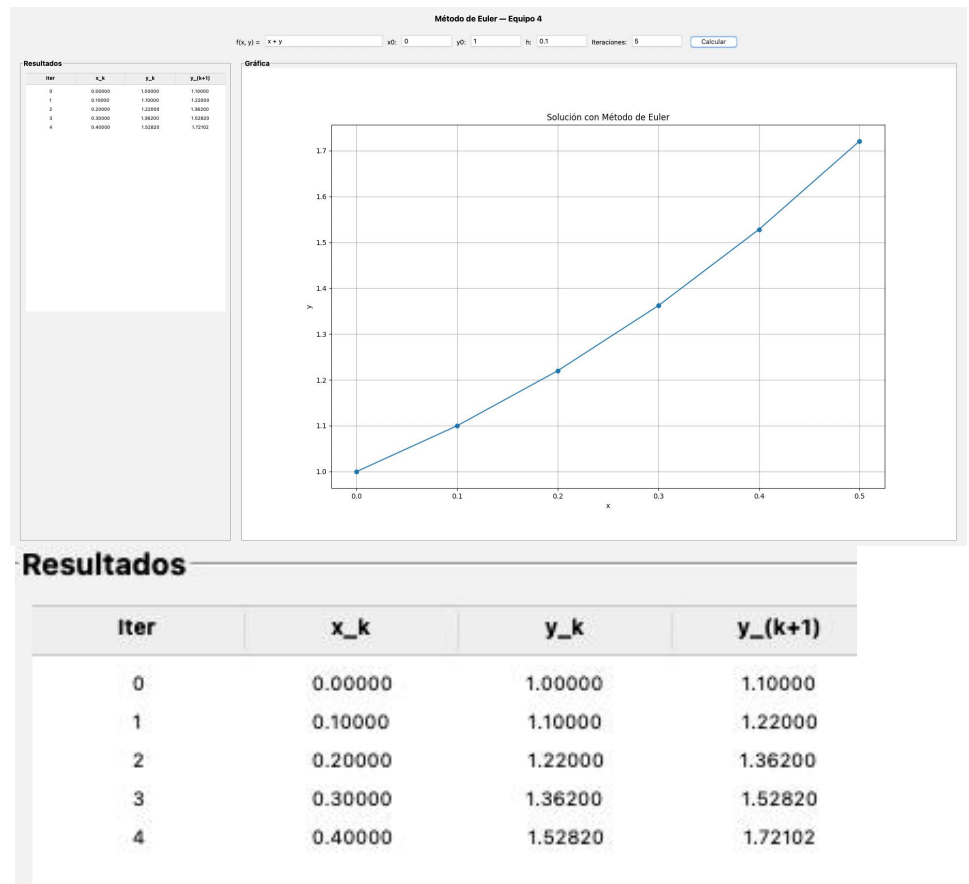 Método de Euler — Equipo 4
f(x, y) = x + y x0: 0 y0: 1 h: 0.1 Iteraciones: 5 Calcular
Resultados
Iter x_k y_k y_(k+1)
0 0.00000 1.00000 1.10000
1 0.10000 1.10000 1.22000
2 0.20000 1.22000 1.36200
3 0.30000 1.36200 1.52820
4 0.40000 1.52820 1.72102
Gráfica
Solución con Método de Euler
1.7
1.6
1.5
1.4
y
1.3
1.2
1.1
1.0
0.0 0.1 0.2 0.3 0.4 0.5
x
Resultados
Iter x_k y_k y_(k+1)
0 0.00000 1.00000 1.10000
1 0.10000 1.10000 1.22000
2 0.20000 1.22000 1.36200
3 0.30000 1.36200 1.52820
4 0.40000 1.52820 1.72102